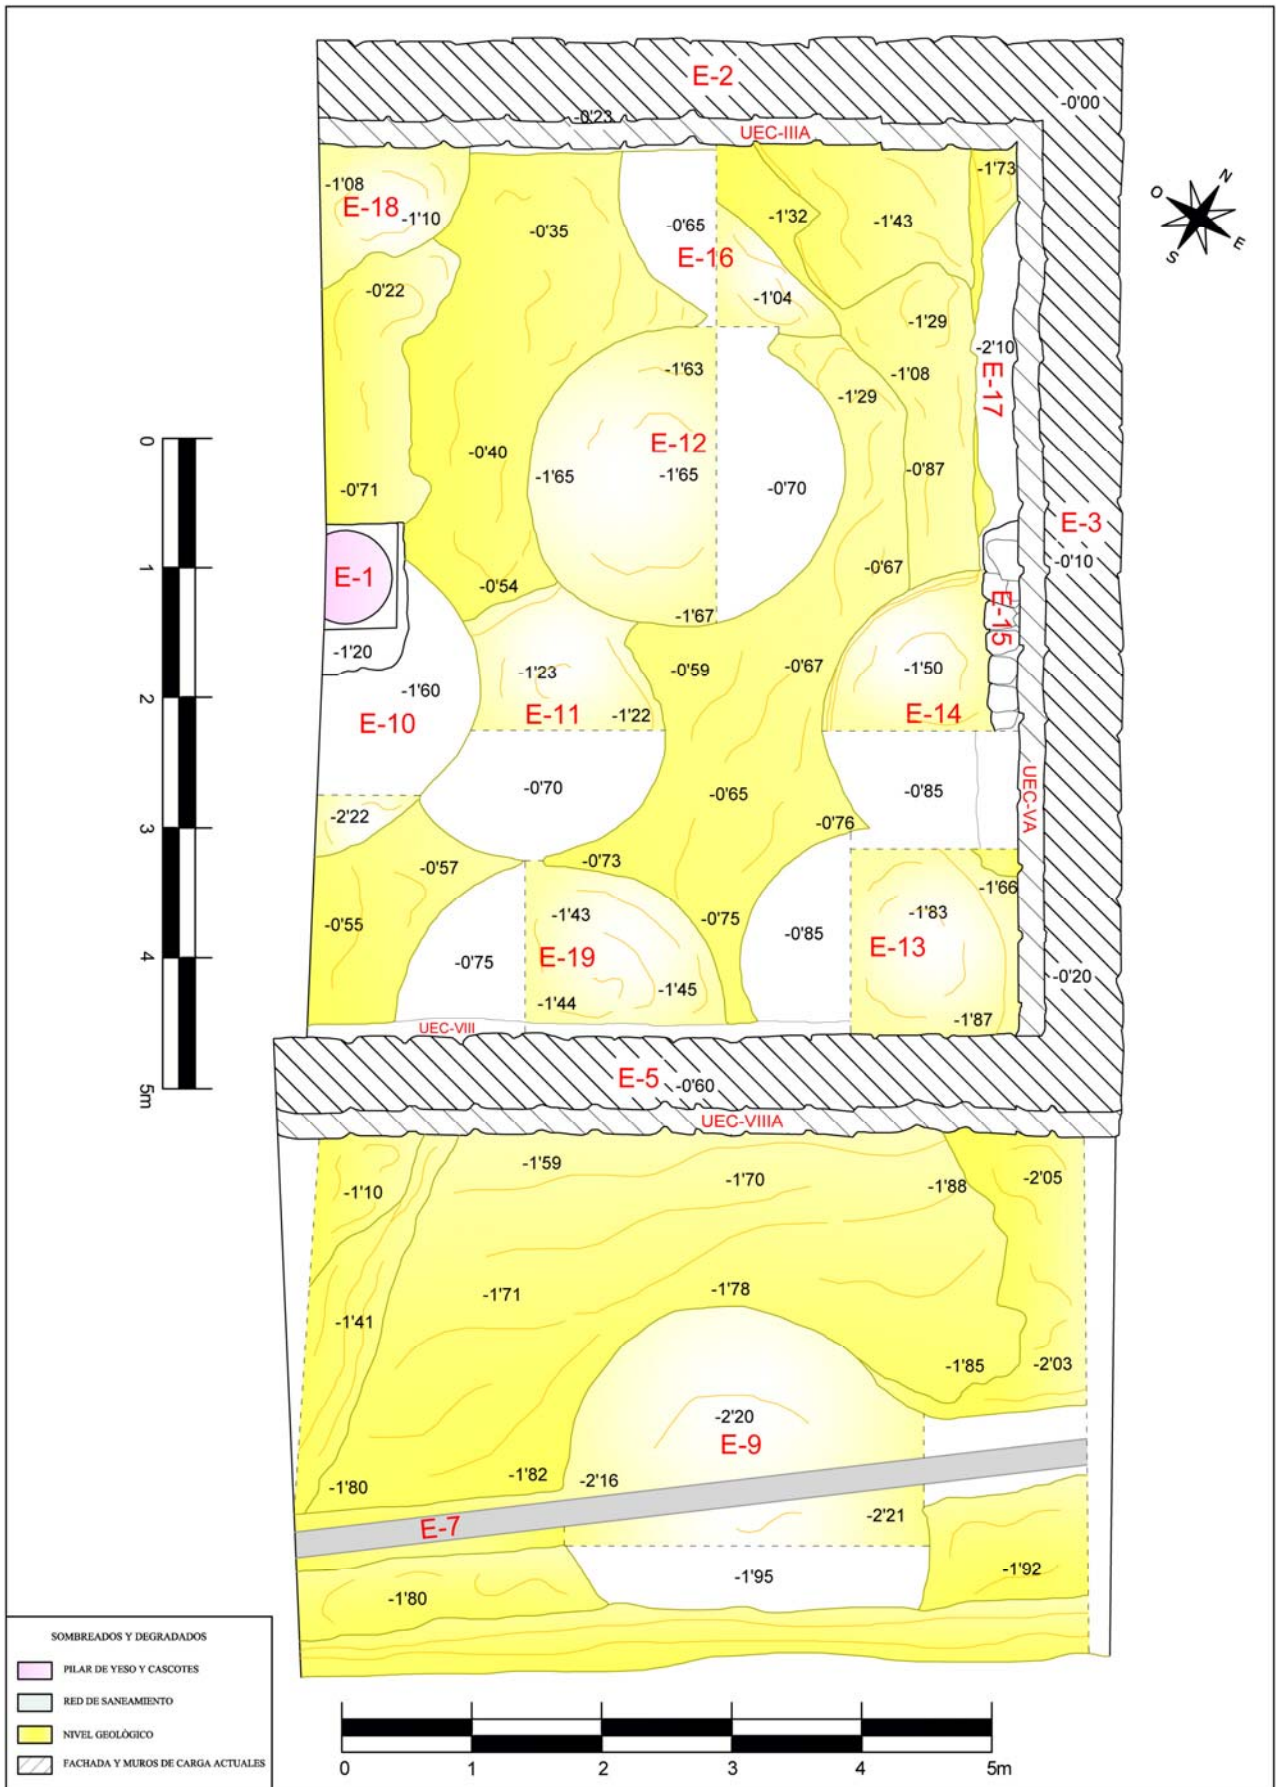 E-2
-0'00
-0'23
UEC-IIIA
-1'08
E-18
-1'10
-0'35
-0'65
E-16
-1'32
-1'43
-1'73
N
O
E
S
-0'22
-1'04
-1'29
-2'10
E-17
-1'63
-1'08
-1'29
E-12
-0'40
-1'65
-1'65
-0'70
-0'87
-0'71
E-3
-0'10
E-1
-0'54
-0'67
E-15
-1'67
-1'20
-1'60
-1'23
-0'59
-0'67
-1'50
E-10
E-11
-1'22
E-14
UEC-VA
-0'70
-0'65
-0'85
-2'22
-0'76
-0'57
-0'73
-1'66
-0'55
-1'43
-0'75
-1'83
-0'85
E-13
-0'75
E-19
-1'44
-1'45
-0'20
-1'87
UEC-VIII
E-5
-0'60
UEC-VIIIA
0
1
2
3
4
5m
-1'10
-1'59
-1'70
-1'88
-2'05
-1'71
-1'78
-1'41
-1'85
-2'03
-2'20
E-9
-1'80
-1'82
-2'16
E-7
-2'21
-1'95
-1'92
-1'80
SOMBREADOS Y DEGRADADOS
PILAR DE YESO Y CASCOTES
RED DE SANEAMIENTO
NIVEL GEOLÓGICO
FACHADA Y MUROS DE CARGA ACTUALES
0 1 2 3 4 5m